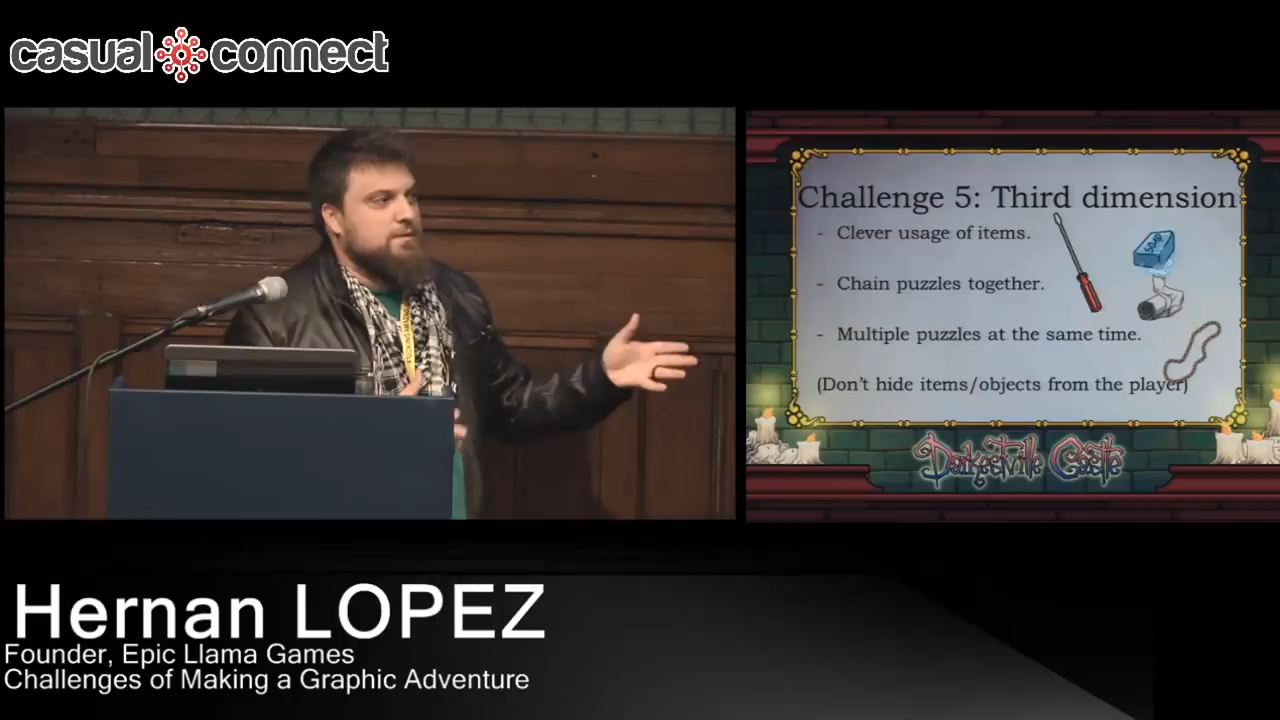 casual connect
Challenge 5: Third dimension
- Clever usage of items.
- Chain puzzles together.
- Multiple puzzles at the same time.
(Don't hide items/objects from the player)
SOAP
Darkestville Castle
Hernan LOPEZ
Founder, Epic Llama Games
Challenges of Making a Graphic Adventure